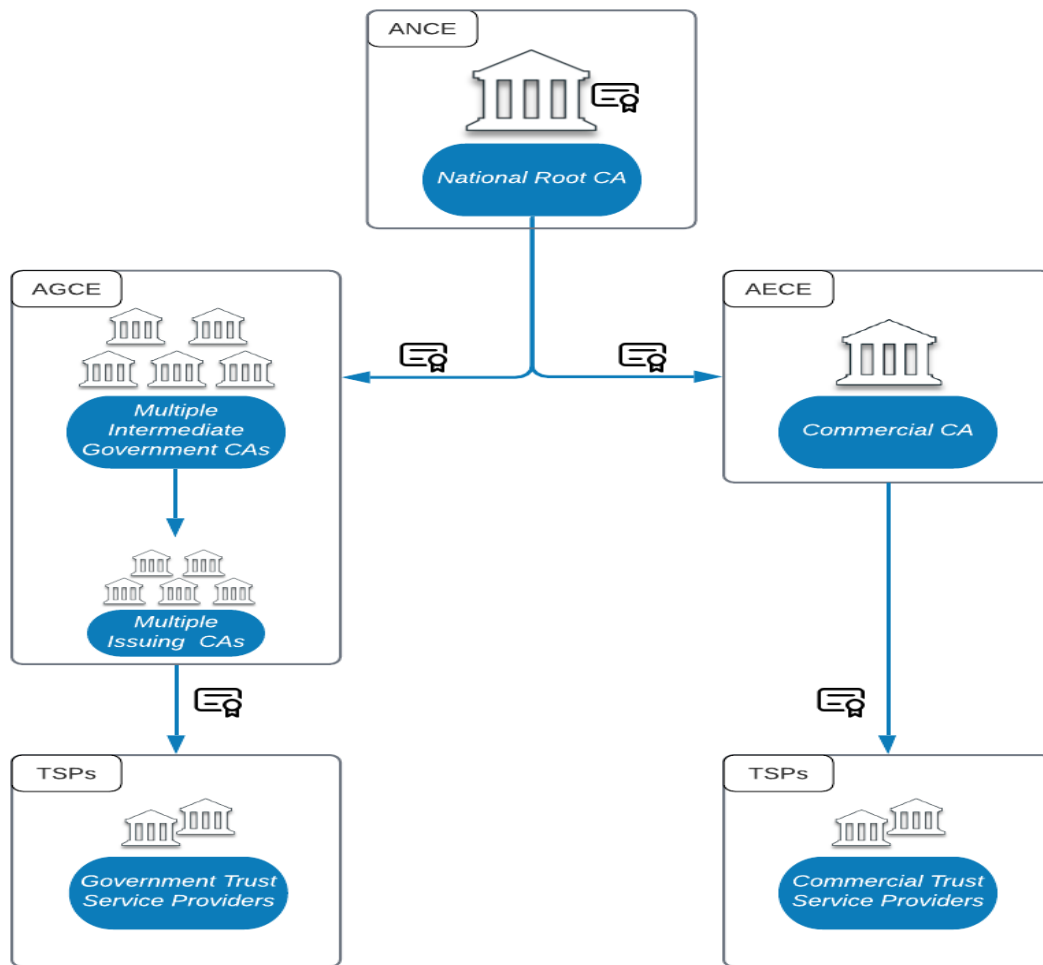 ANCE
National Root CA
AGCE
Multiple
Intermediate
Government CAs
Multiple
Issuing CAs
AECE
Commercial CA
TSPs
Government Trust
Service Providers
TSPs
Commercial Trust
Service Providers